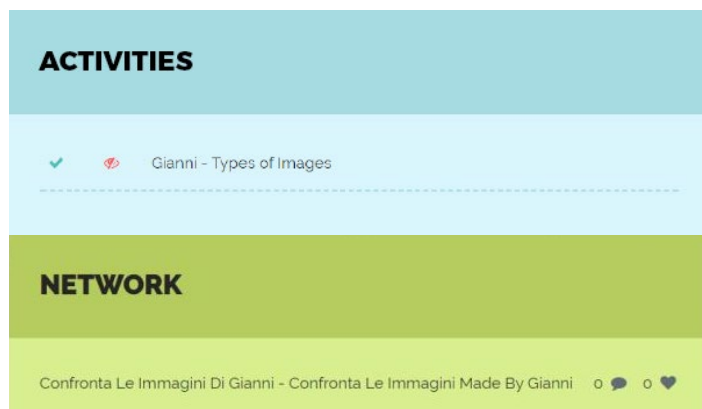 ACTIVITIES
Gianni - Types of Images
NETWORK
Confronta Le Immagini Di Gianni - Confronta Le Immagini Made By Gianni 0 0